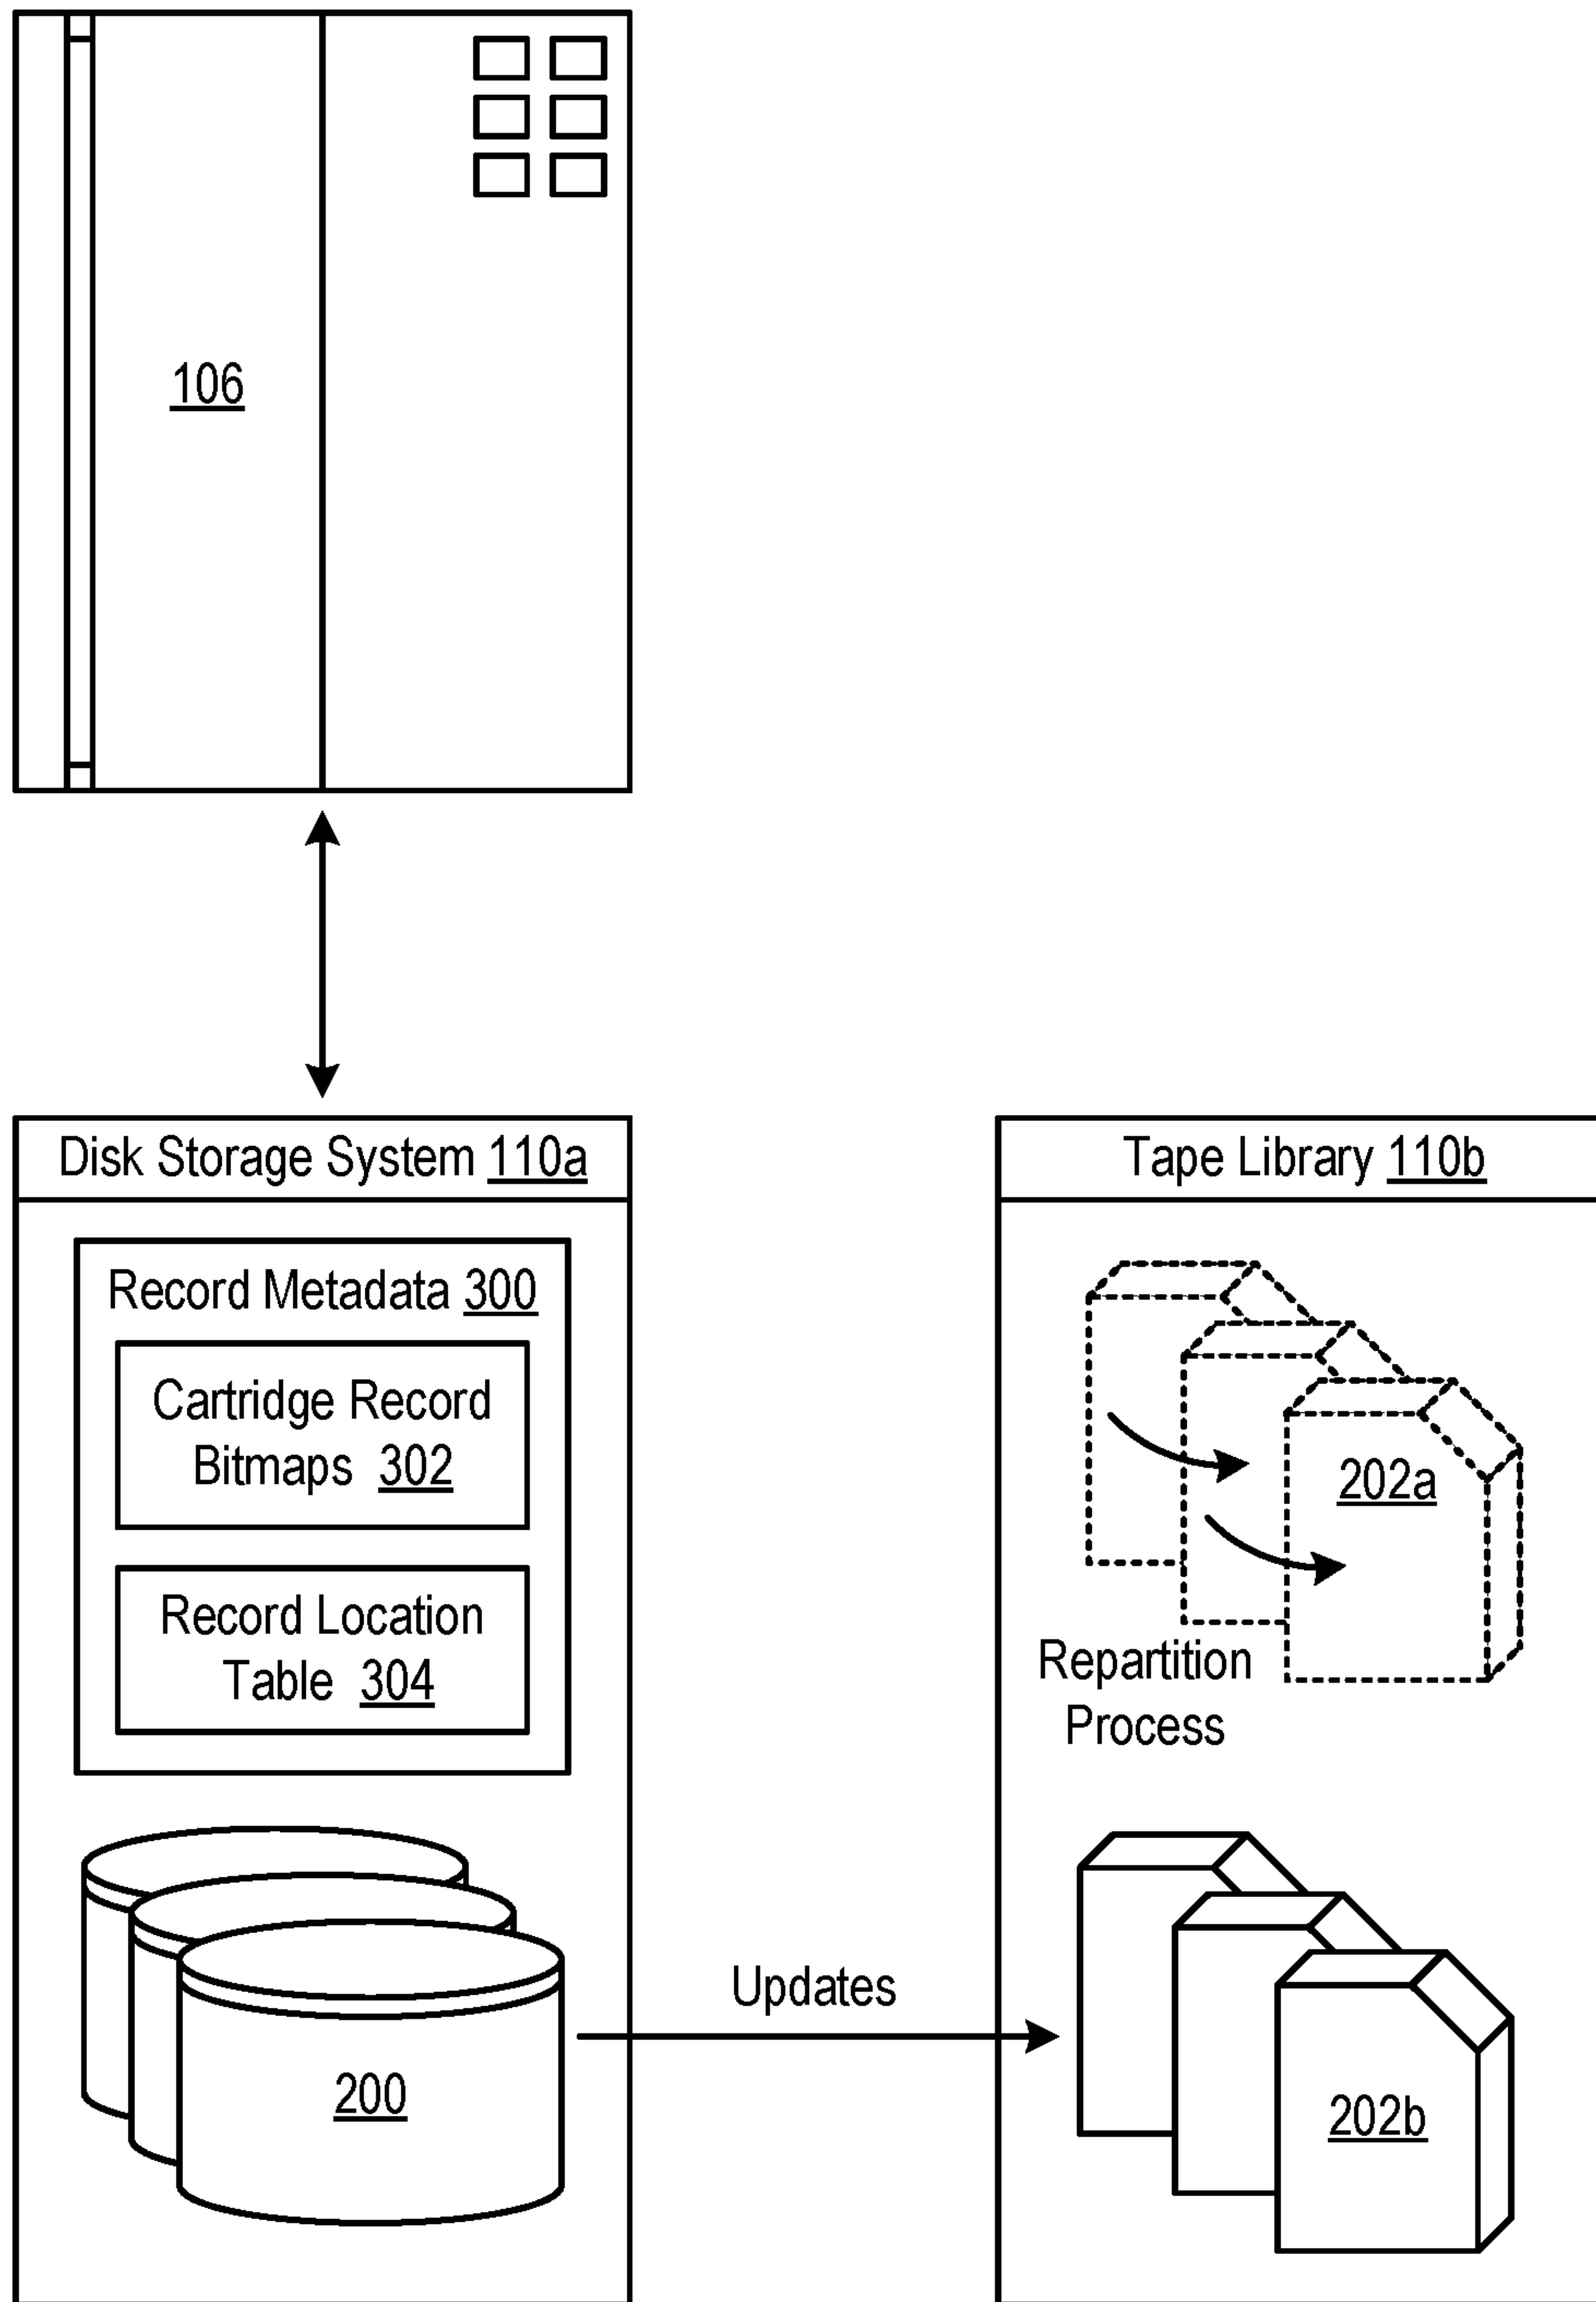 106
Disk Storage System 110a
Record Metadata 300
Cartridge Record
Bitmaps 302
Record Location
Table 304
200
Updates
Tape Library 110b
202a
Repartition
Process
202b